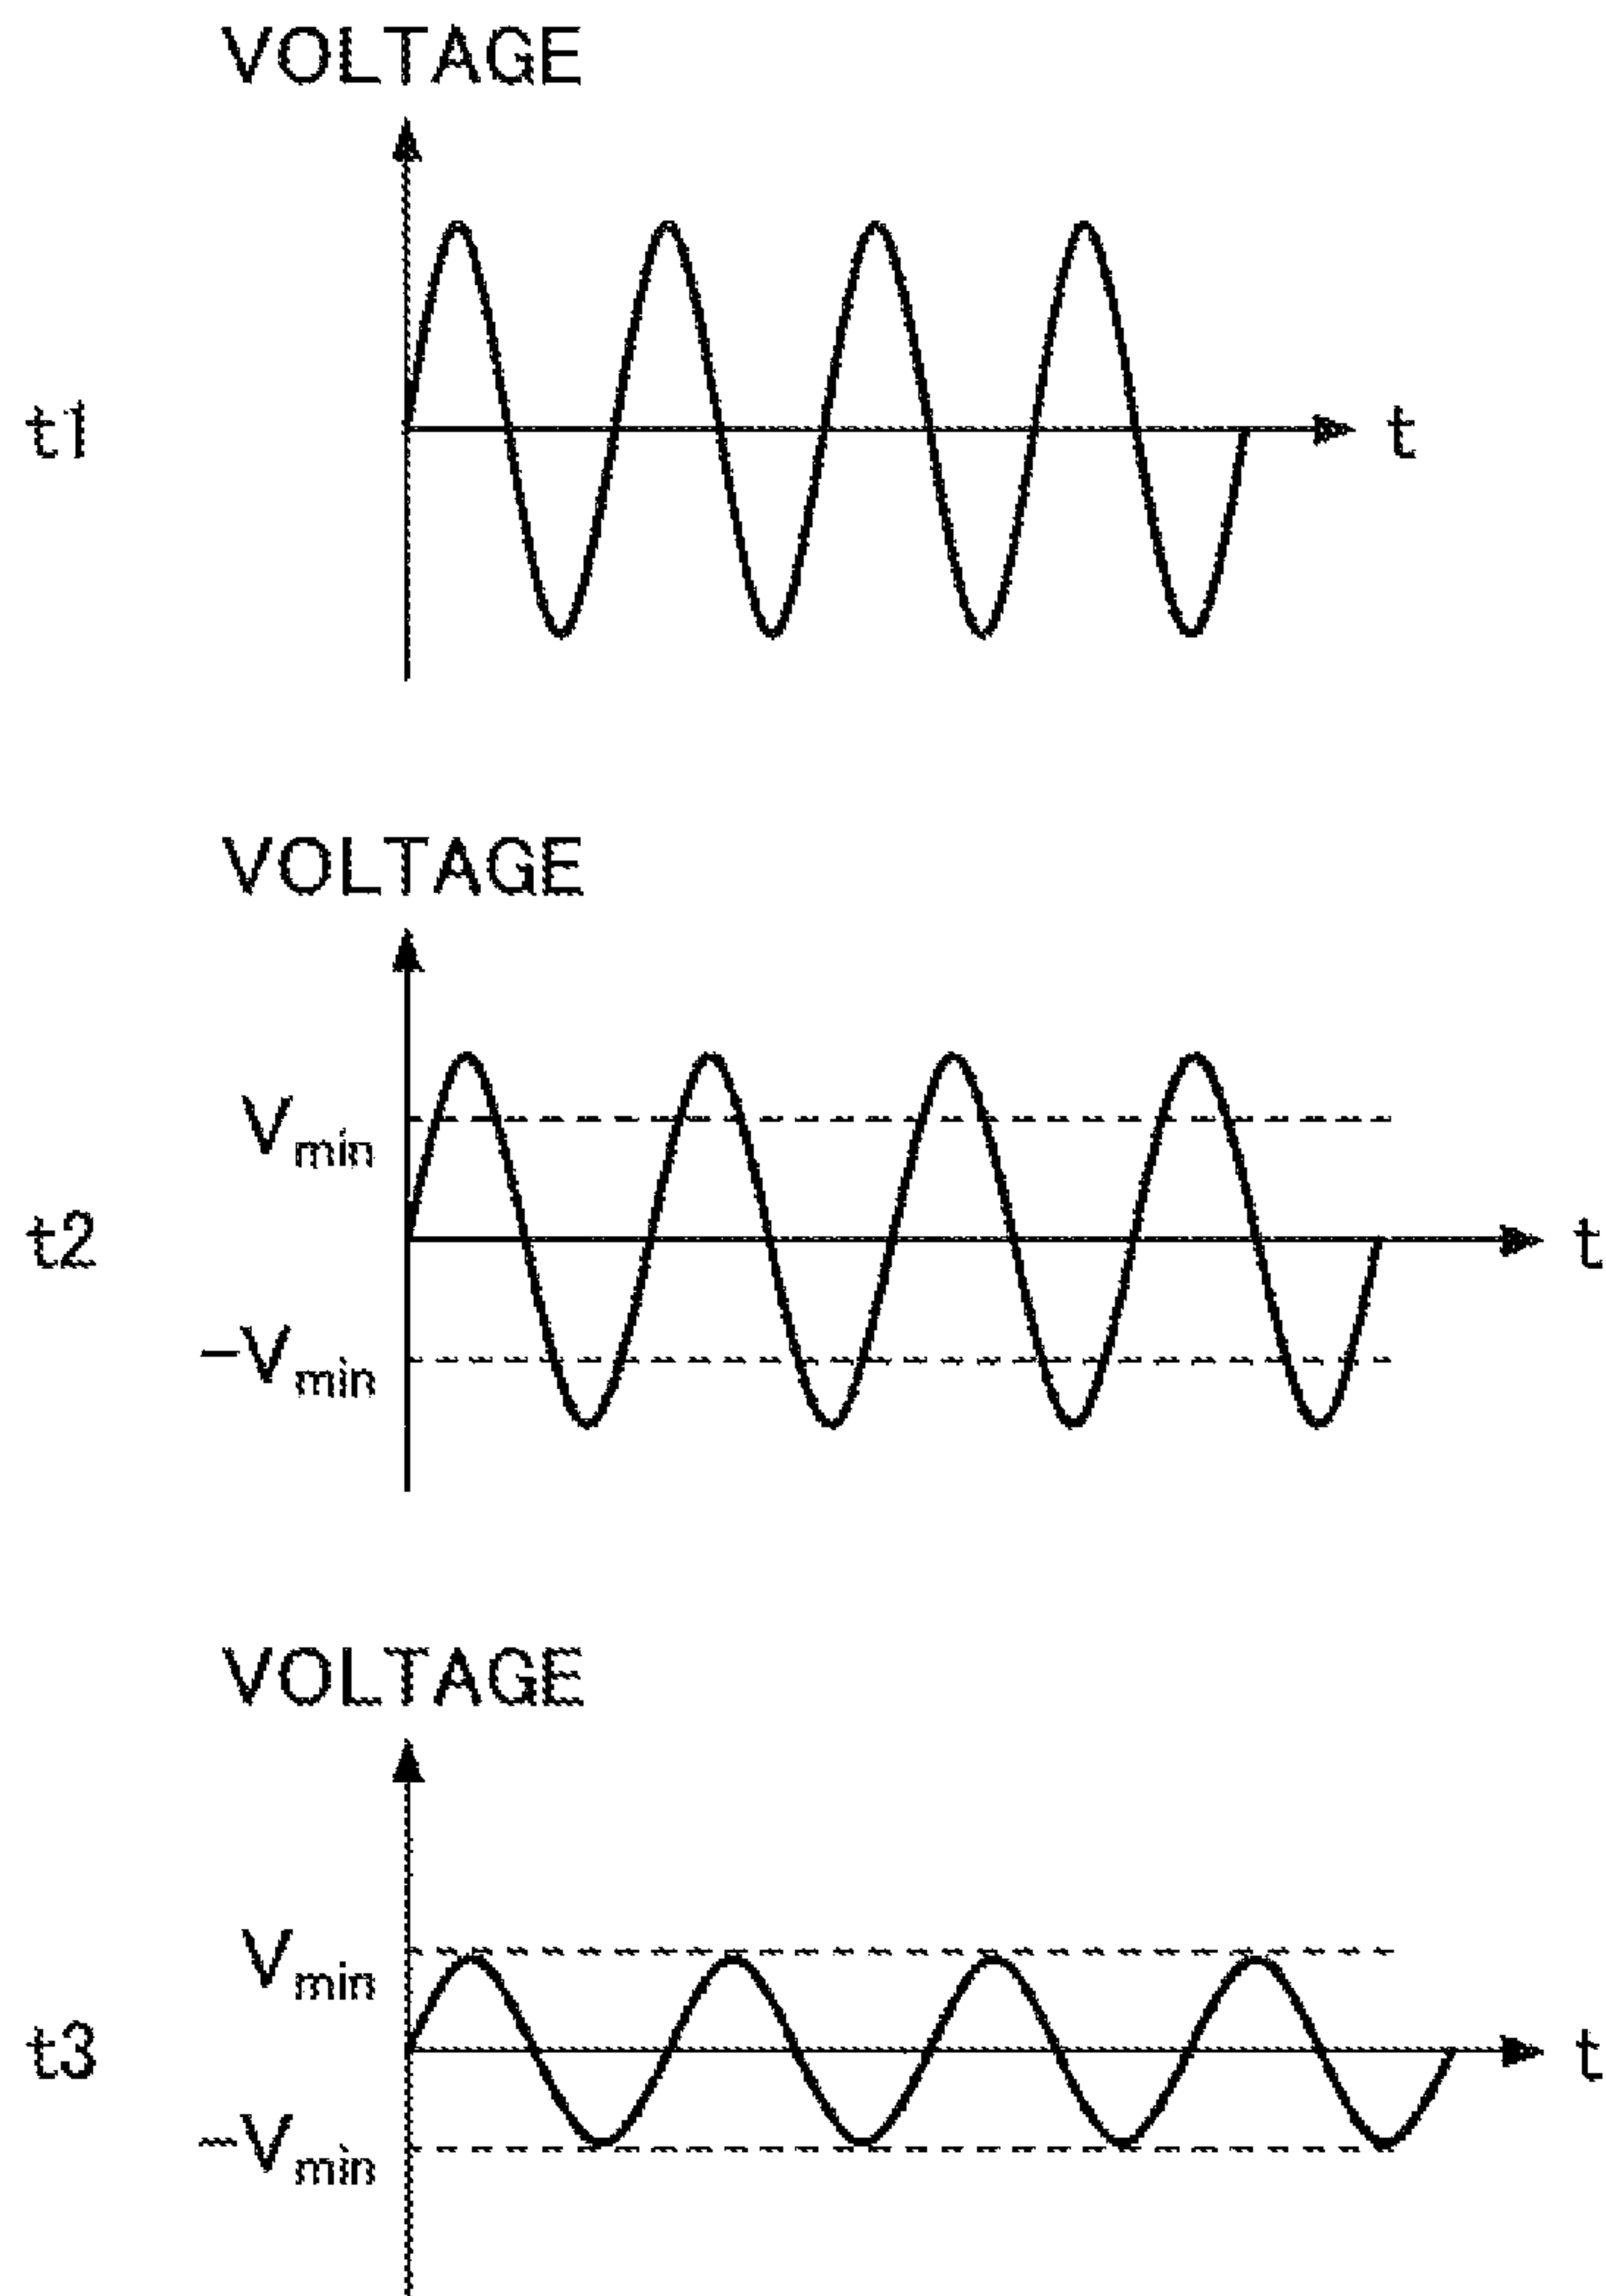 VOLTAGE
t1
t
VOLTAGE
Vmin
t2
t
-Vmin
VOLTAGE
Vmin
t3
t
-Vmin